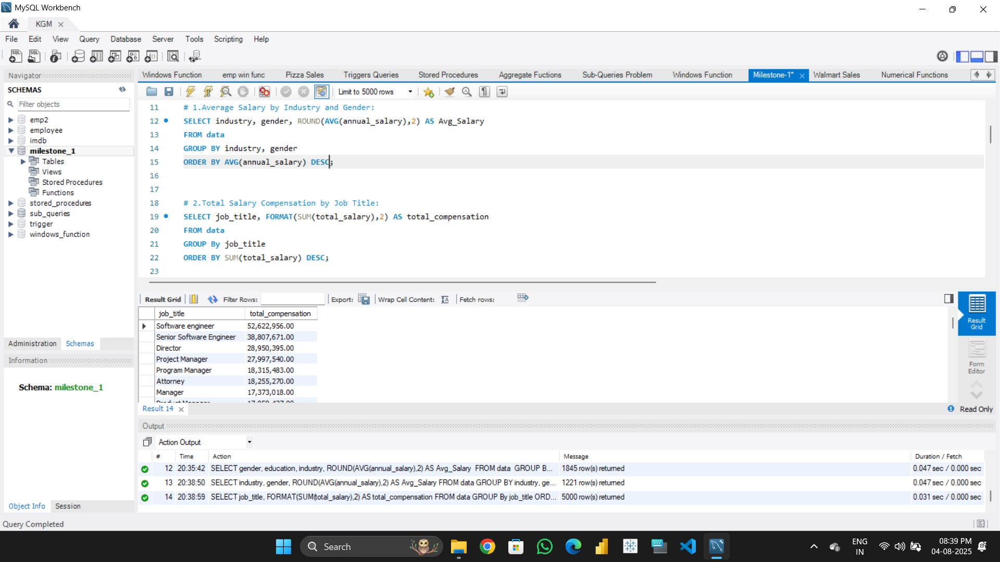 MySQL Workbench
KGM
File Edit View Query Database Server Tools Scripting Help
Navigator
SCHEMAS
Filter objects
emp2
employee
imdb
milestone_1
Tables
Views
Stored Procedures
Functions
stored_procedures
sub_queries
trigger
windows_function
Administration Schemas
Information
Schema: milestone_1
Object Info Session
Query Completed
Windows Function emp win func Pizza Sales Triggers Queries Stored Procedures Aggregate Fuctions Sub-Queries Problem Windows Function Milestone-1* Walmart Sales Numerical Functions
Limit to 5000 rows
11 # 1.Average Salary by Industry and Gender:
12 SELECT industry, gender, ROUND(AVG(annual_salary),2) AS Avg_Salary
13 FROM data
14 GROUP BY industry, gender
15 ORDER BY AVG(annual_salary) DESC;
16
17
18 # 2.Total Salary Compensation by Job Title:
19 SELECT job_title, FORMAT(SUM(total_salary),2) AS total_compensation
20 FROM data
21 GROUP By job_title
22 ORDER BY SUM(total_salary) DESC;
23
Result Grid Filter Rows: Export: Wrap Cell Content: Fetch rows:
job_title total_compensation
Software engineer 52,622,956.00
Senior Software Engineer 38,807,671.00
Director 28,950,395.00
Project Manager 27,997,540.00
Program Manager 18,315,483.00
Attorney 18,255,270.00
Manager 17,373,018.00
Result Grid
Form Editor
Result 14
Read Only
Output
Action Output
# Time Action Message Duration / Fetch
12 20:35:42 SELECT gender, education, industry, ROUND(AVG(annual_salary),2) AS Avg_Salary FROM data GROUP B... 1845 row(s) returned 0.047 sec / 0.000 sec
13 20:38:50 SELECT industry, gender, ROUND(AVG(annual_salary),2) AS Avg_Salary FROM data GROUP BY industry, ge... 1221 row(s) returned 0.047 sec / 0.000 sec
14 20:38:59 SELECT job_title, FORMAT(SUM(total_salary),2) AS total_compensation FROM data GROUP By job_title ORD... 5000 row(s) returned 0.031 sec / 0.000 sec
Search
ENG
IN
08:39 PM
04-08-2025